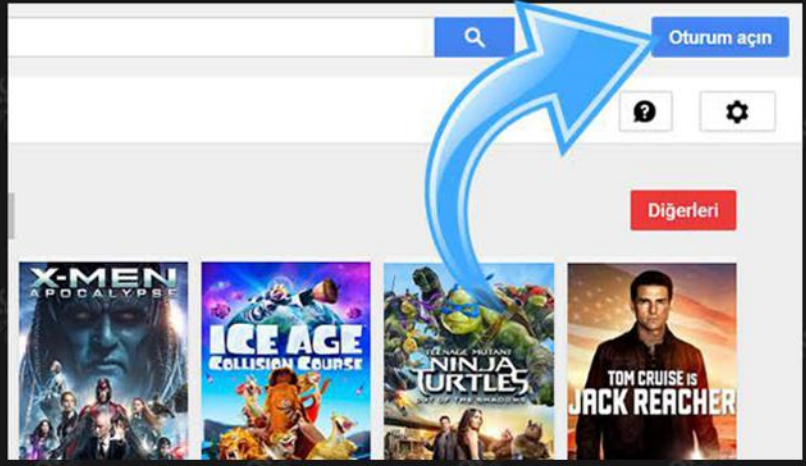 Oturum açın
Diğerleri
X-MEN
APOCALYPSE
ICE AGE
COLLISION COURSE
TEENAGE MUTANT
NINJA
TURTLES
OUT OF THE SHADOWS
TOM CRUISE IS
JACK REACHER